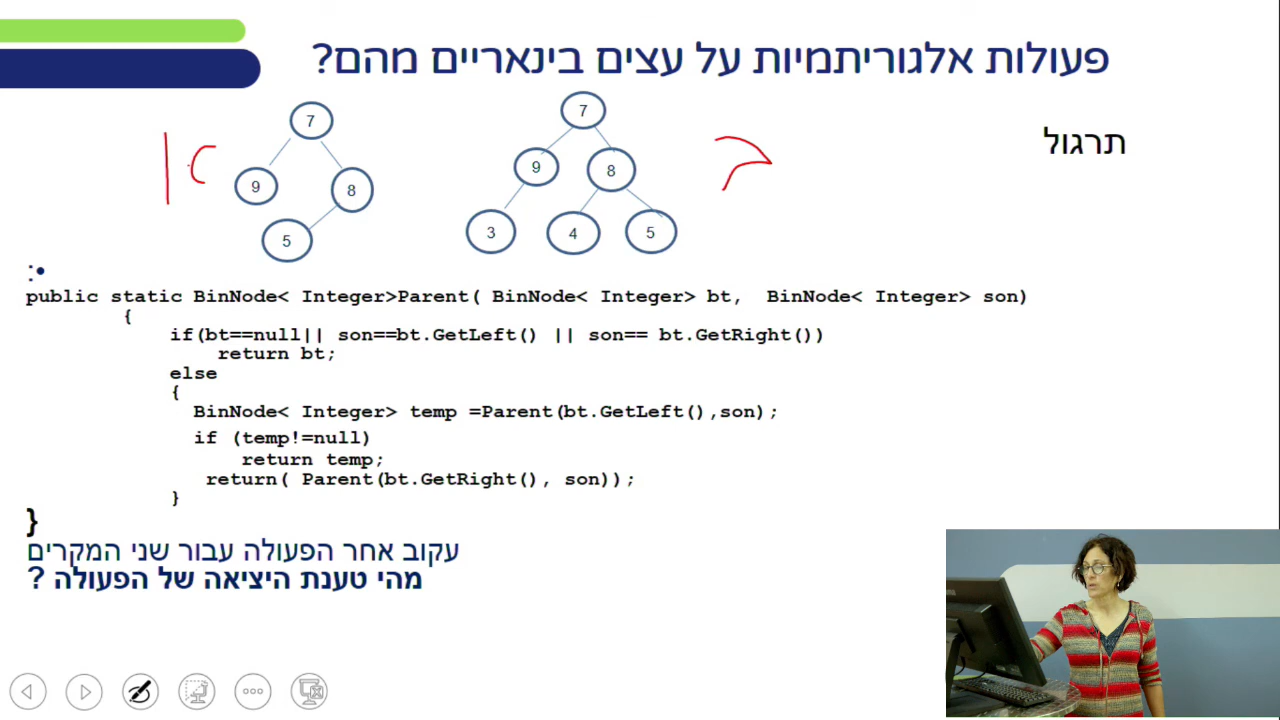 פעולות אלגוריתמיות על עצים בינאריים מהם?
תרגול
א
7
9
8
5
ב
7
9
8
3
4
5
:•
public static BinNode< Integer>Parent( BinNode< Integer> bt,  BinNode< Integer> son)
{
if(bt==null|| son==bt.GetLeft() || son== bt.GetRight())
return bt;
else
{
BinNode< Integer> temp =Parent(bt.GetLeft(),son);
if (temp!=null)
return temp;
return( Parent(bt.GetRight(), son));
}
}
עקוב אחר הפעולה עבור שני המקרים
מהי טענת היציאה של הפעולה ?